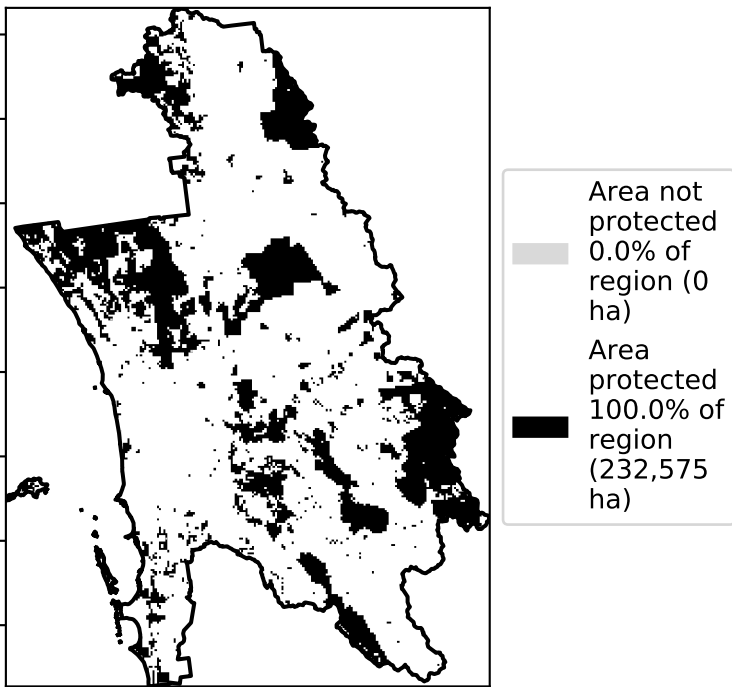 Area not
protected
0.0% of
region (0
ha)
Area
protected
100.0% of
region
(232,575
ha)